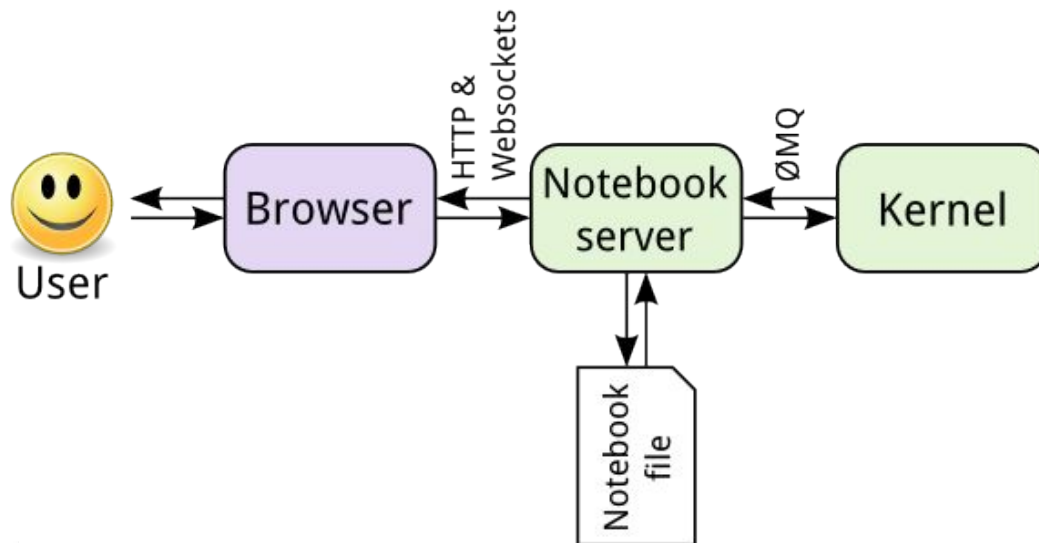 HTTP &
Websockets
ØMQ
User
Browser
Notebook
server
Kernel
Notebook
file